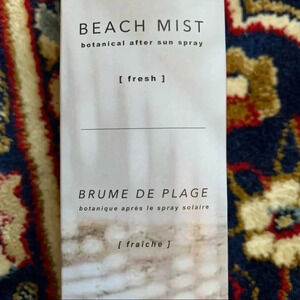 BEACH MIST
botanical after sun spray
[ fresh ]
BRUME DE PLAGE
botanique après le spray solaire
[ fraîche ]